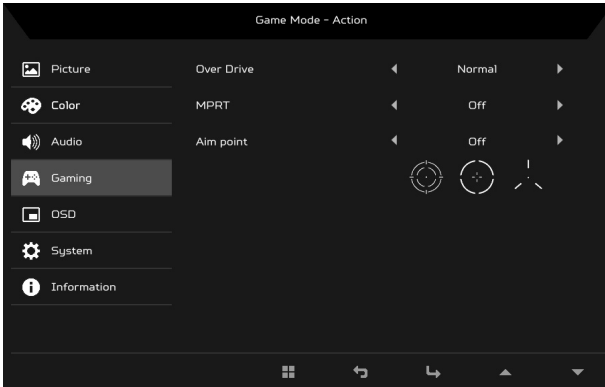 Game Mode - Action
Picture
Over Drive Normal
Color
MPRT Off
Audio
Aim point Off
Gaming
OSD
System
Information